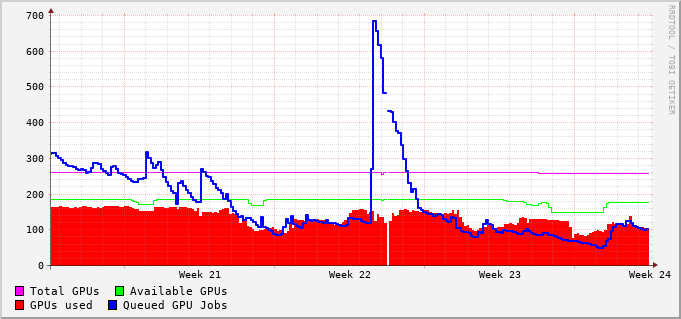 700
600
500
400
300
200
100
0
Week 21 Week 22 Week 23 Week 24
Total GPUs Available GPUs
GPUs used Queued GPU Jobs
RRDTOOL / TOBI OETIKER